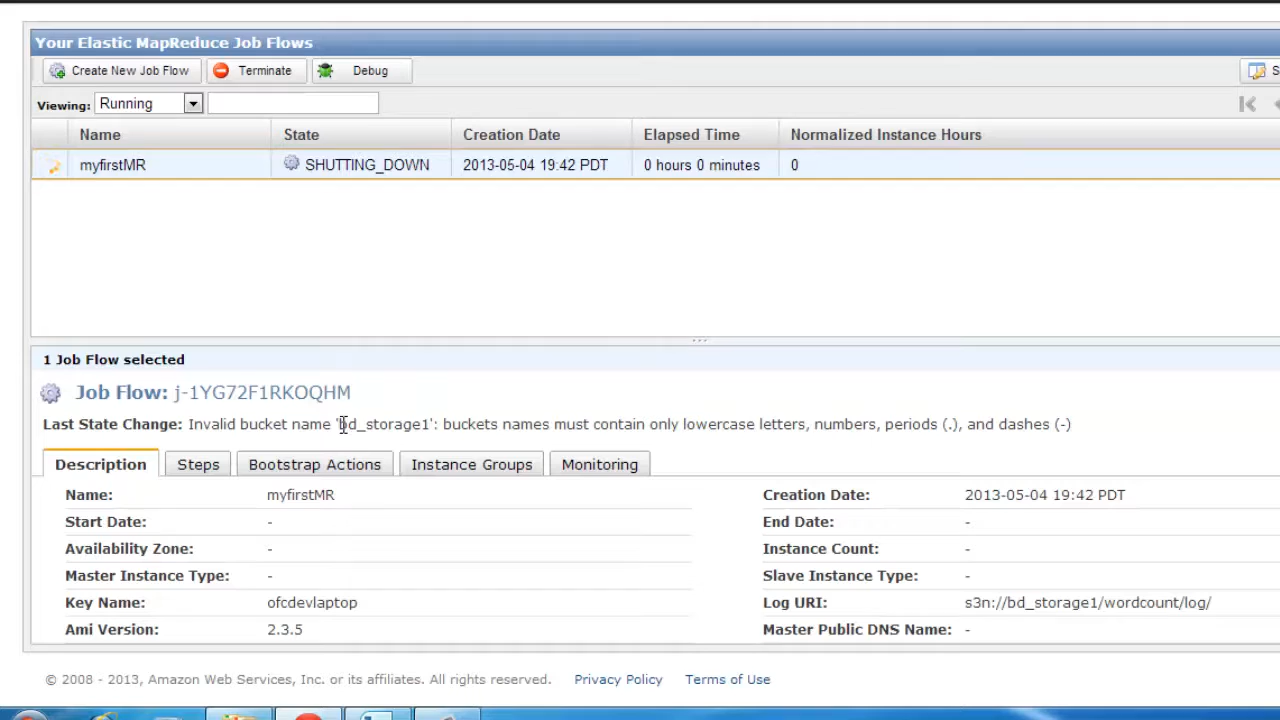 Your Elastic MapReduce Job Flows
Create New Job Flow Terminate Debug
Viewing: Running
Name State Creation Date Elapsed Time Normalized Instance Hours
myfirstMR SHUTTING_DOWN 2013-05-04 19:42 PDT 0 hours 0 minutes 0
1 Job Flow selected
Job Flow: j-1YG72F1RKOQHM
Last State Change: Invalid bucket name 'bd_storage1': buckets names must contain only lowercase letters, numbers, periods (.), and dashes (-)
Description Steps Bootstrap Actions Instance Groups Monitoring
Name: myfirstMR Creation Date: 2013-05-04 19:42 PDT
Start Date: - End Date: -
Availability Zone: - Instance Count: -
Master Instance Type: - Slave Instance Type: -
Key Name: ofcdevlaptop Log URI: s3n://bd_storage1/wordcount/log/
Ami Version: 2.3.5 Master Public DNS Name: -
© 2008 - 2013, Amazon Web Services, Inc. or its affiliates. All rights reserved. Privacy Policy Terms of Use